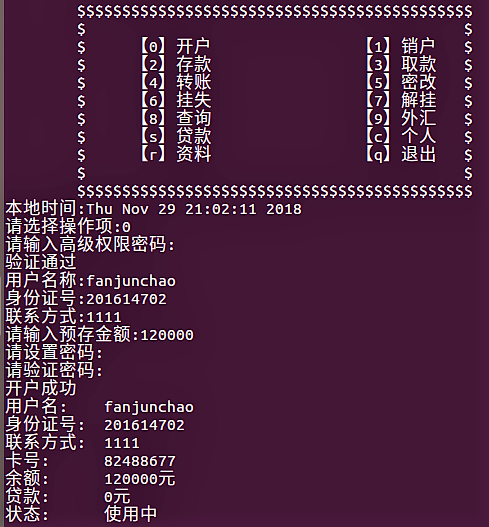 $$$$$$$$$$$$$$$$$$$$$$$$$$$$$$$$$
$ $
$ 【0】开户 【1】销户 $
$ 【2】存款 【3】取款 $
$ 【4】转账 【5】密改 $
$ 【6】挂失 【7】解挂 $
$ 【8】查询 【9】外汇 $
$ 【s】贷款 【c】个人 $
$ 【r】资料 【q】退出 $
$ $
$$$$$$$$$$$$$$$$$$$$$$$$$$$$$$$$$
本地时间:Thu Nov 29 21:02:11 2018
请选择操作项:0
请输入高级权限密码:
验证通过
用户名称:fanjunchao
身份证号:201614702
联系方式:1111
请输入预存金额:120000
请设置密码:
请验证密码:
开户成功
用户名: fanjunchao
身份证号: 201614702
联系方式: 1111
卡号: 82488677
余额: 120000元
贷款: 0元
状态: 使用中